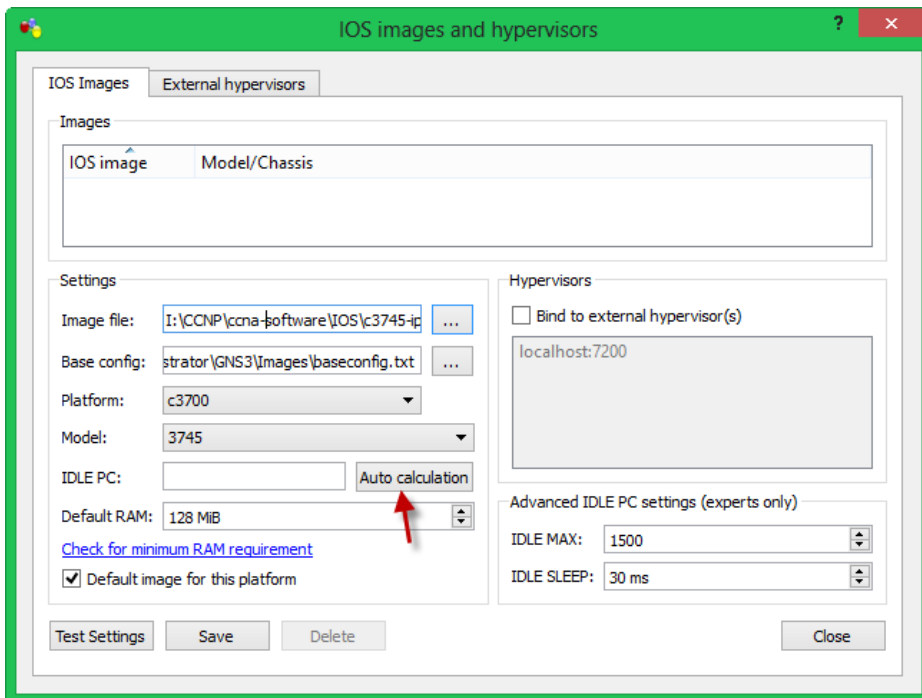 IOS images and hypervisors
?
IOS Images
External hypervisors
Images
IOS image
Model/Chassis
Settings
Image file:
I:\CCNP\ccna-software\IOS\c3745-ip
...
Base config:
strator\GNS3\Images\baseconfig.txt
...
Platform:
c3700
Model:
3745
IDLE PC:
Auto calculation
Default RAM:
128 MiB
Check for minimum RAM requirement
Default image for this platform
Hypervisors
Bind to external hypervisor(s)
localhost:7200
Advanced IDLE PC settings (experts only)
IDLE MAX:
1500
IDLE SLEEP:
30 ms
Test Settings
Save
Delete
Close